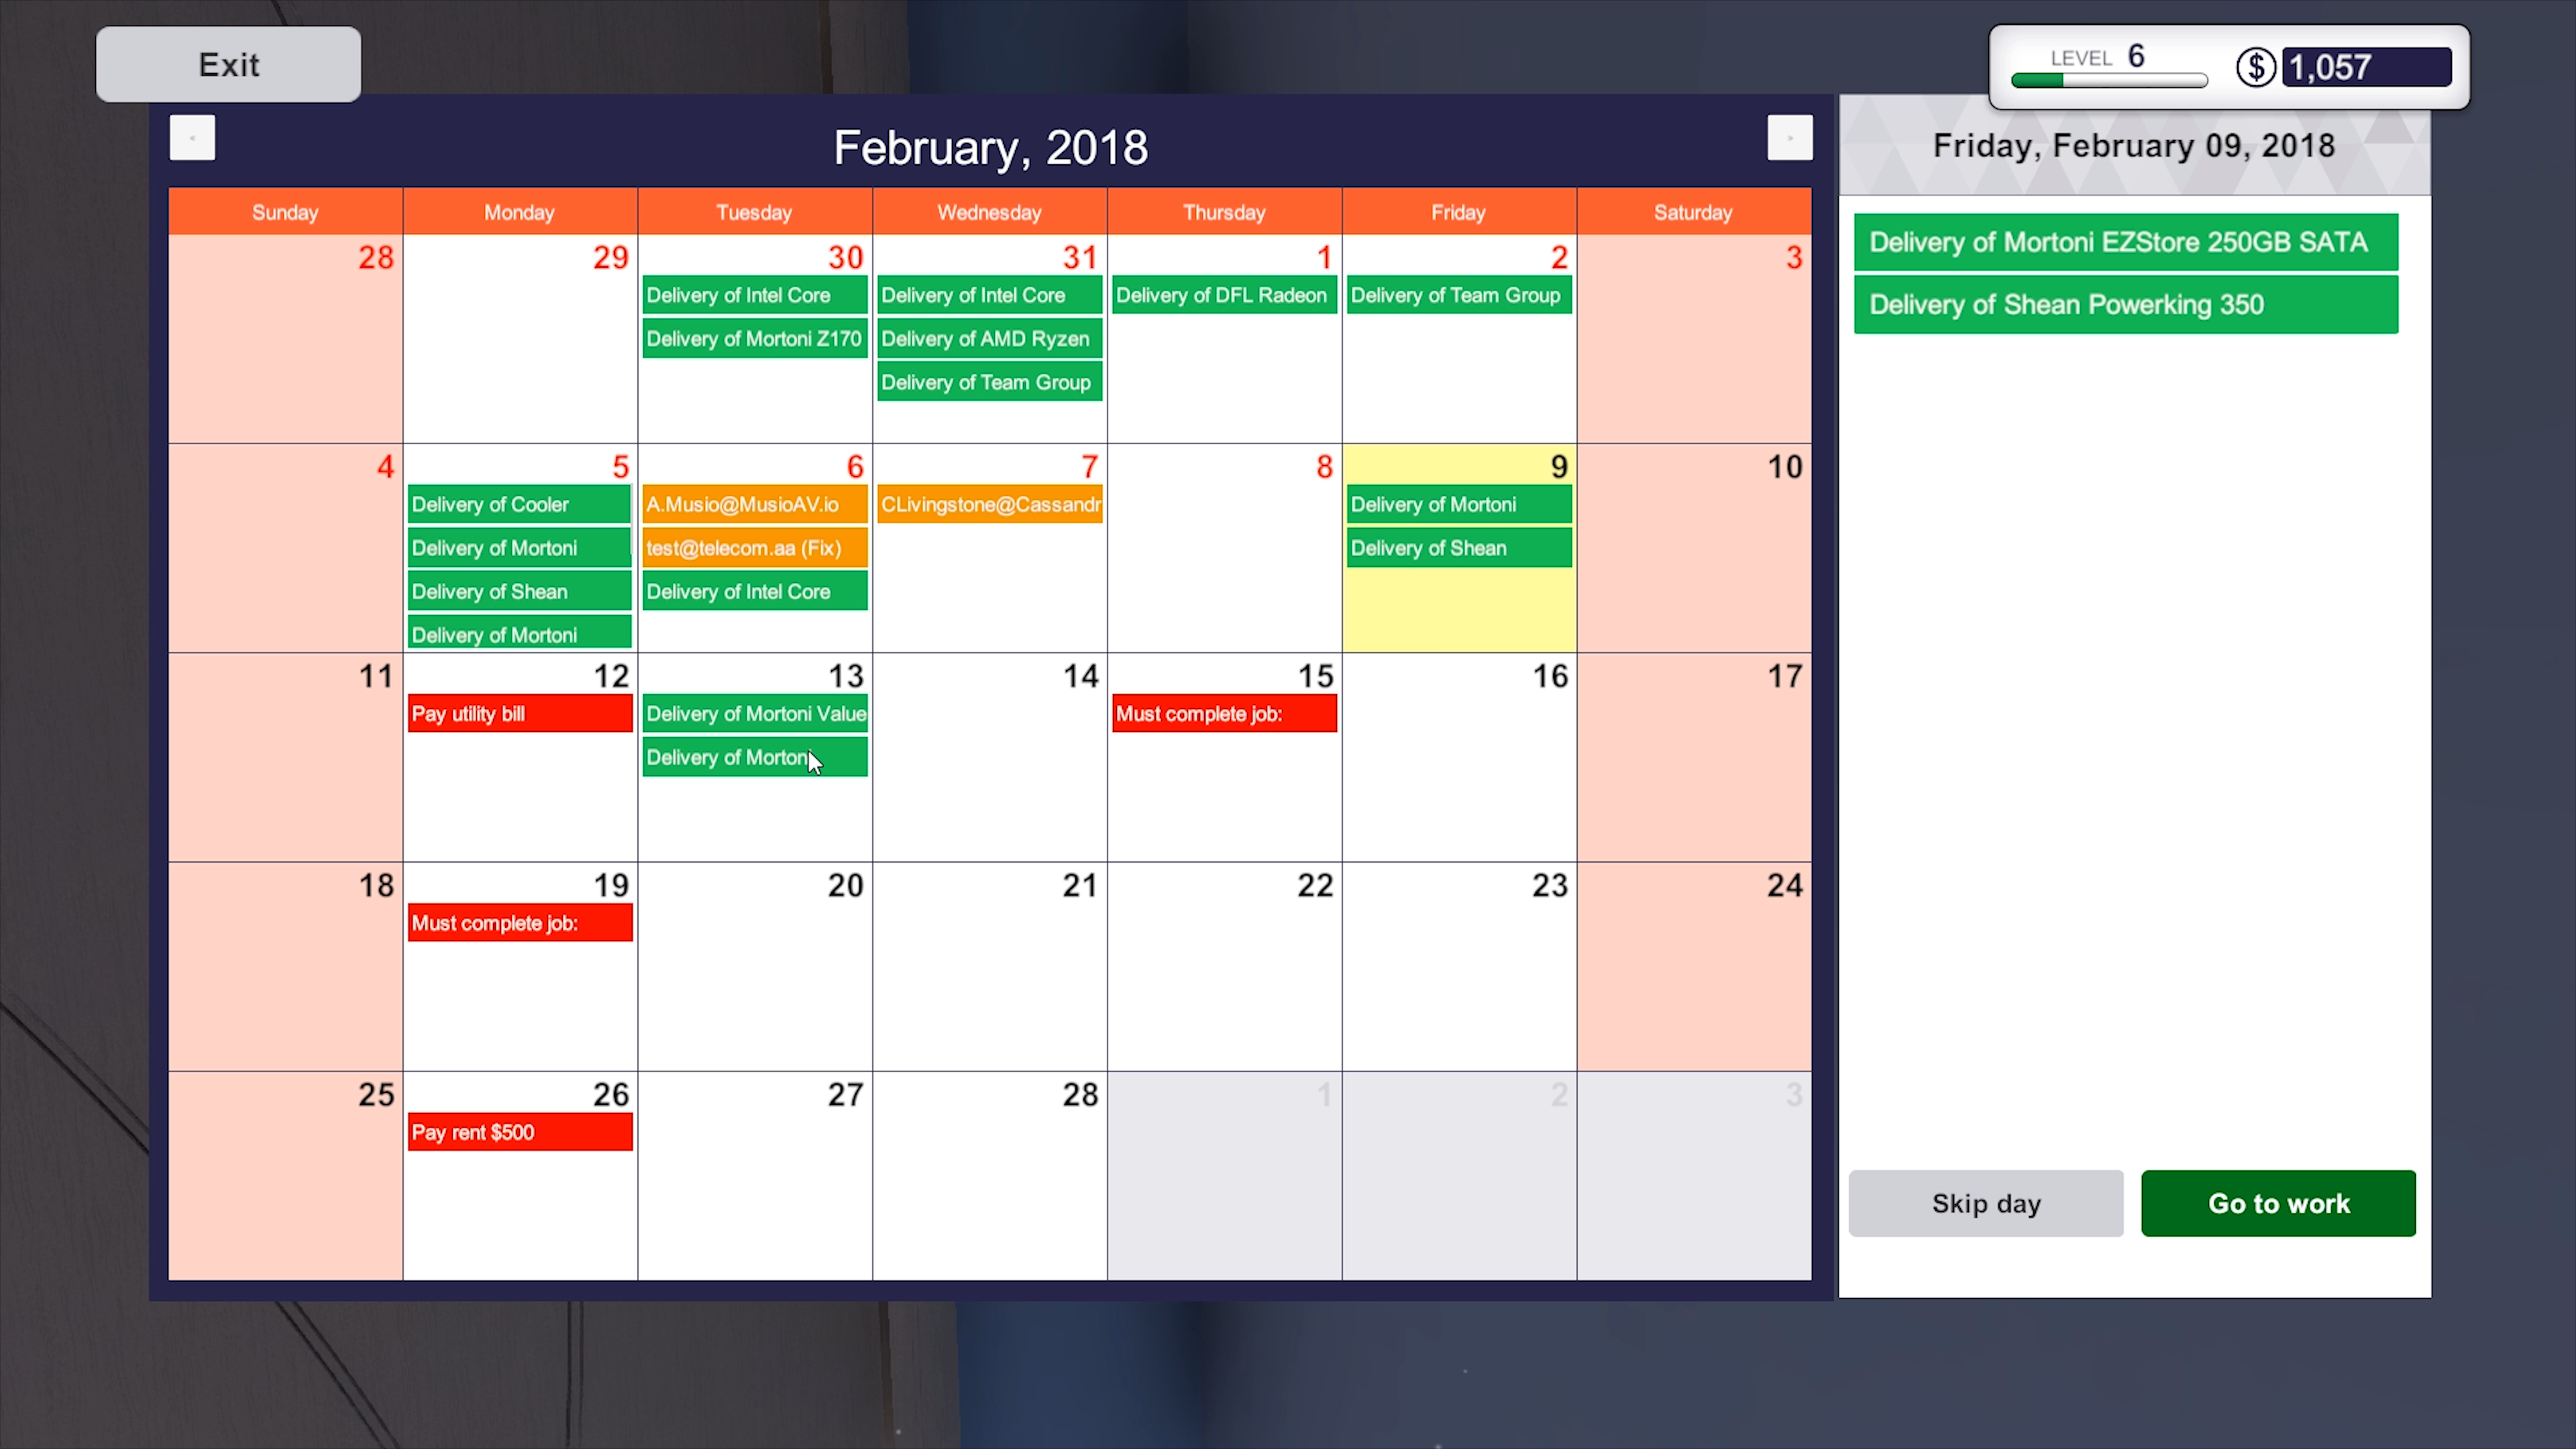 Exit
LEVEL 6
$ 1,057
< February, 2018 >
Sunday Monday Tuesday Wednesday Thursday Friday Saturday
28 29 30 31 1 2 3
Delivery of Intel Core Delivery of Intel Core Delivery of DFL Radeon Delivery of Team Group
Delivery of Mortoni Z170 Delivery of AMD Ryzen
Delivery of Team Group
4 5 6 7 8 9 10
Delivery of Cooler A.Musio@MusioAV.io CLivingstone@Cassandr Delivery of Mortoni
Delivery of Mortoni test@telecom.aa (Fix) Delivery of Shean
Delivery of Shean Delivery of Intel Core
Delivery of Mortoni
11 12 13 14 15 16 17
Pay utility bill Delivery of Mortoni Value Must complete job:
Delivery of Morton
18 19 20 21 22 23 24
Must complete job:
25 26 27 28 1 2 3
Pay rent $500
Friday, February 09, 2018
Delivery of Mortoni EZStore 250GB SATA
Delivery of Shean Powerking 350
Skip day
Go to work